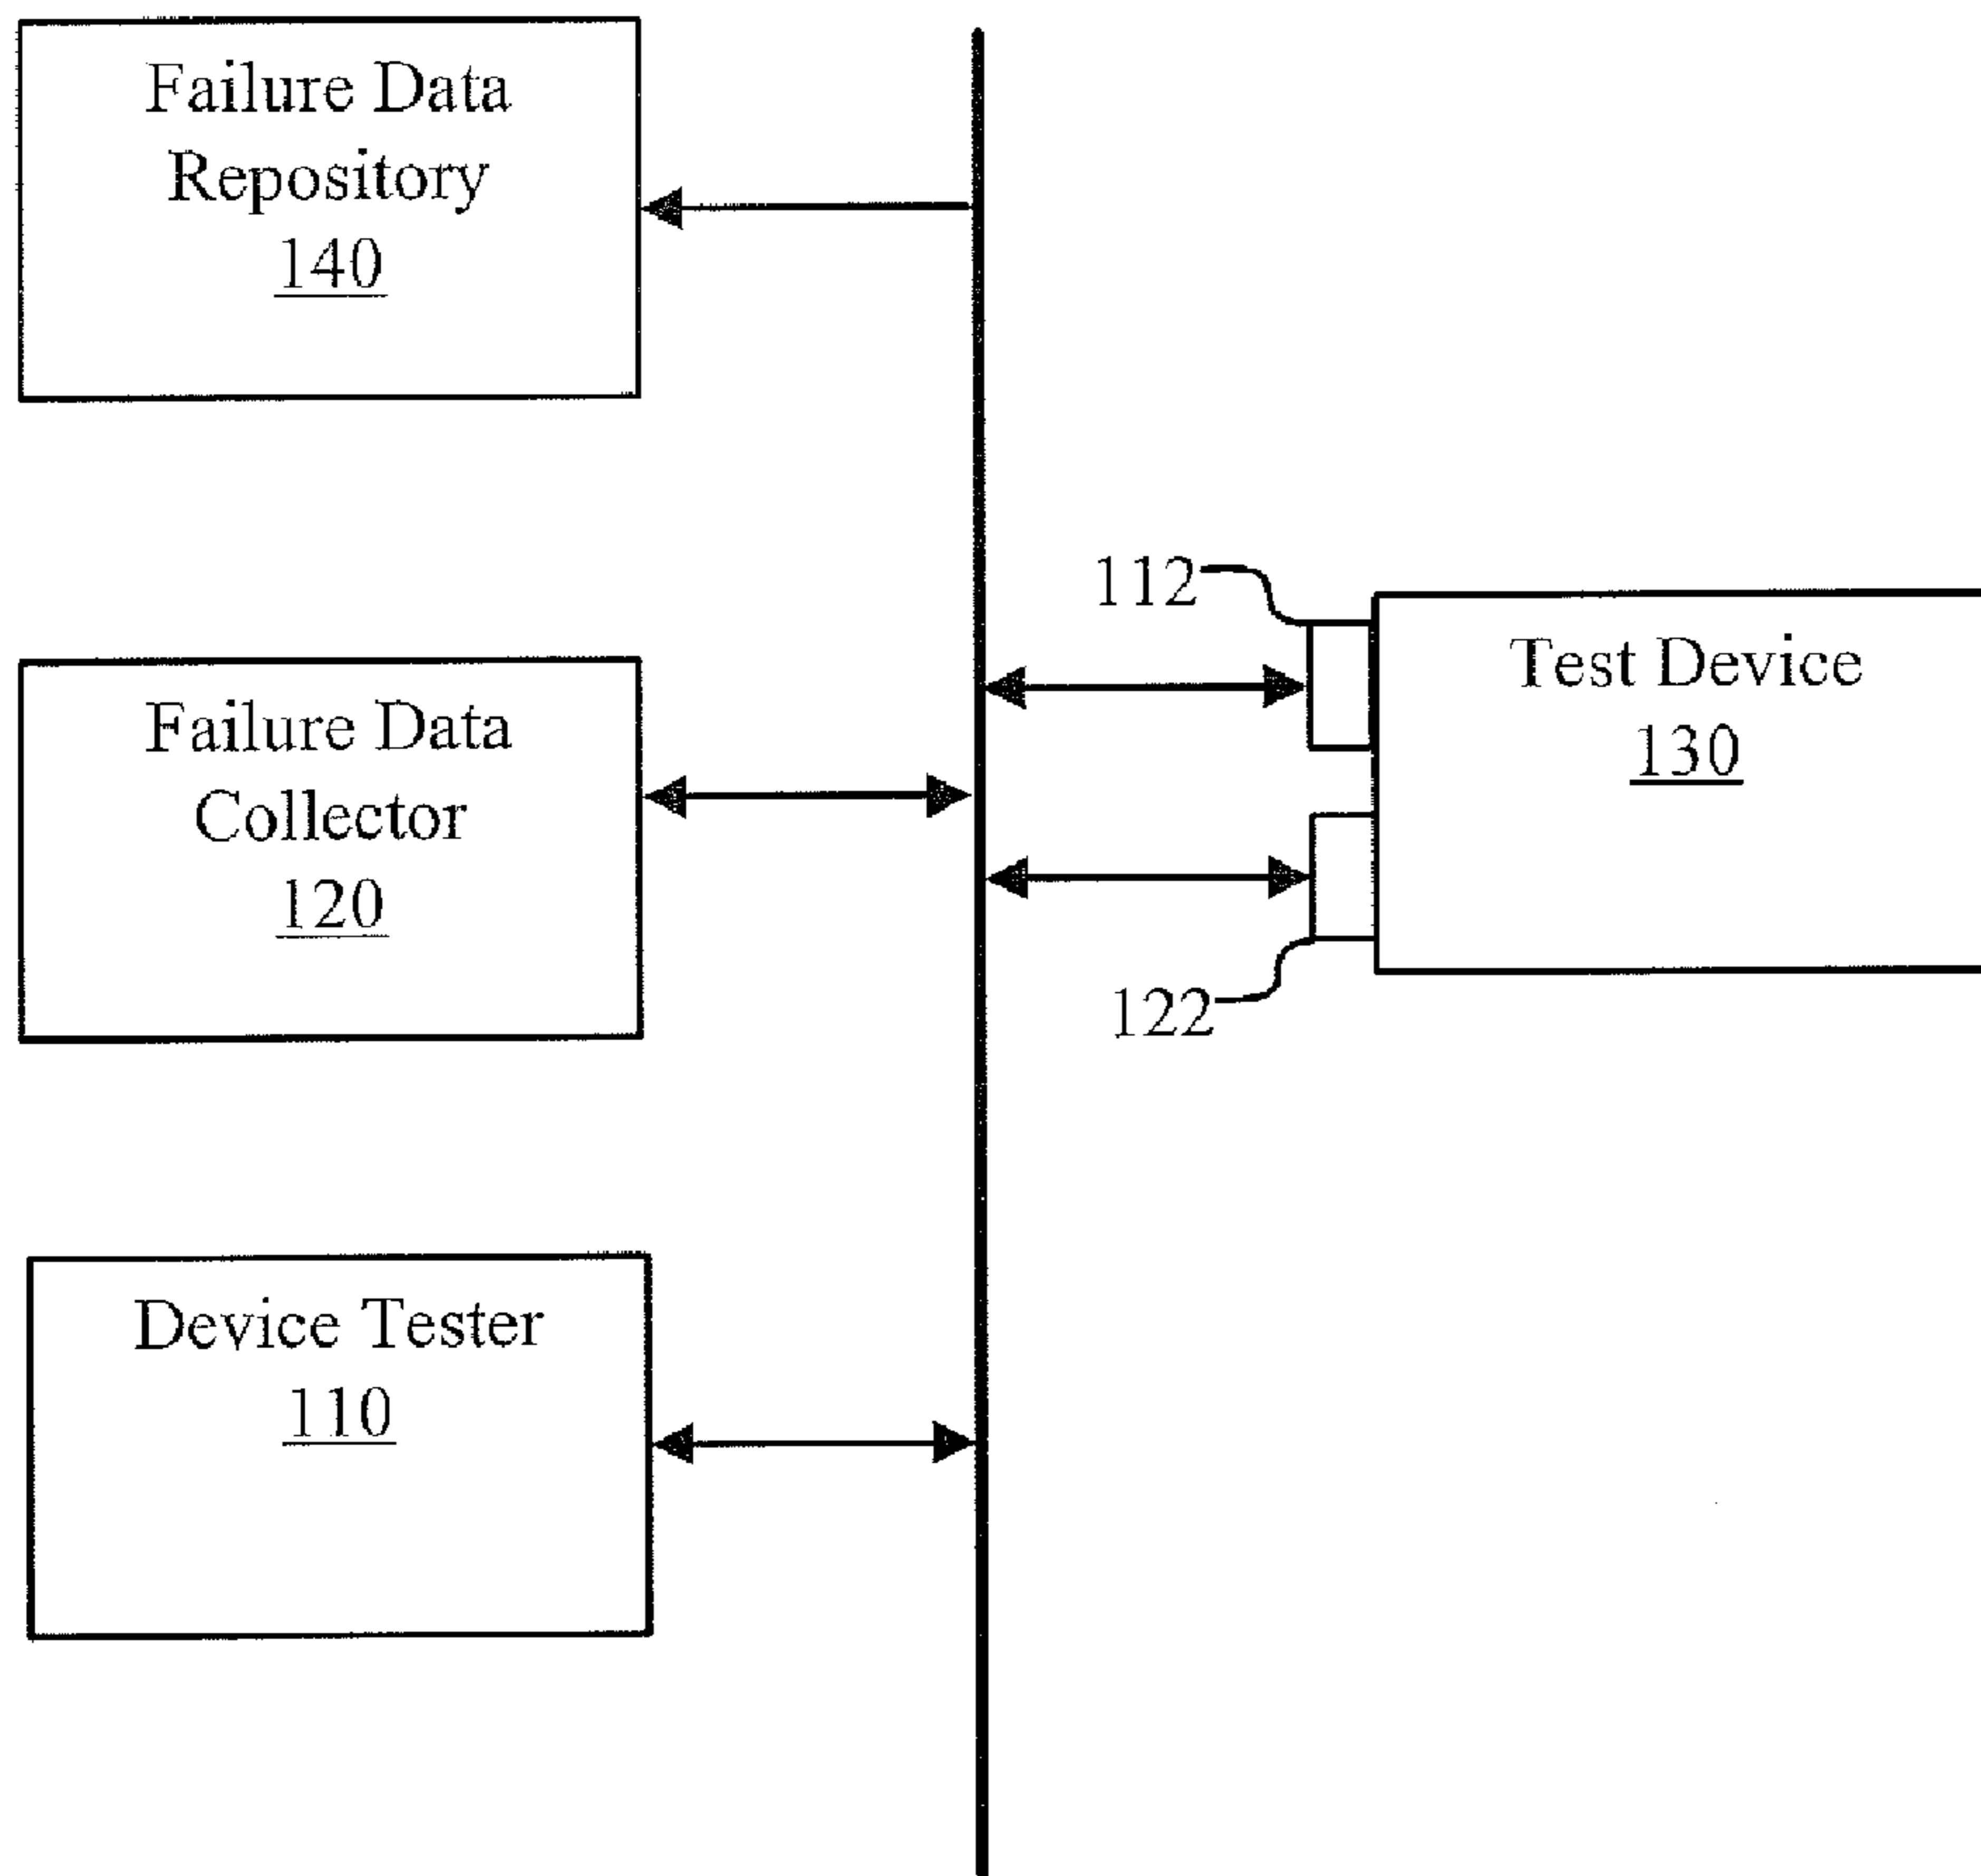 Failure Data
Repository
140
112
Test Device
130
Failure Data
Collector
120
122
Device Tester
110